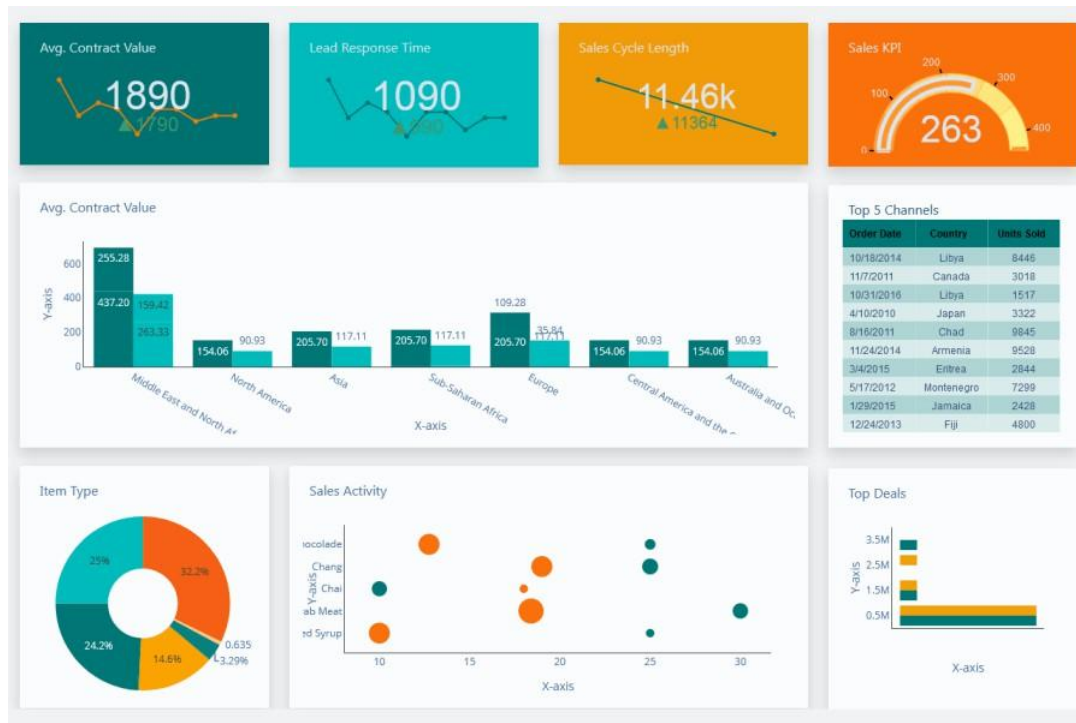 Avg. Contract Value
1890
▲1790
Lead Response Time
1090
▲990
Sales Cycle Length
11.46k
▲ 11364
Sales KPI
0
100
200
300
400
263
Avg. Contract Value
Y-axis
600
400
200
0
255.28
437.20
159.42
263.33
154.06
90.93
205.70
117.11
205.70
117.11
109.28
205.70
35.84
117.11
154.06
90.93
154.06
90.93
Middle East and North Af
North America
Asia
Sub-Saharan Africa
Europe
Central America and the
Australia and Oc
X-axis
Top 5 Channels
Order Date Country Units Sold
10/18/2014 Libya 8446
11/7/2011 Canada 3018
10/31/2016 Libya 1517
4/10/2010 Japan 3322
8/16/2011 Chad 9845
11/24/2014 Armenia 9528
3/4/2015 Eritrea 2844
5/17/2012 Montenegro 7299
1/29/2015 Jamaica 2428
12/24/2013 Fiji 4800
Item Type
25%
32.2%
24.2%
14.6%
0.635
3.29%
Sales Activity
Y-axis
ocolade
Chang
Chai
ab Meat
ed Syrup
10 15 20 25 30
X-axis
Top Deals
Y-axis
3.5M
2.5M
1.5M
0.5M
X-axis